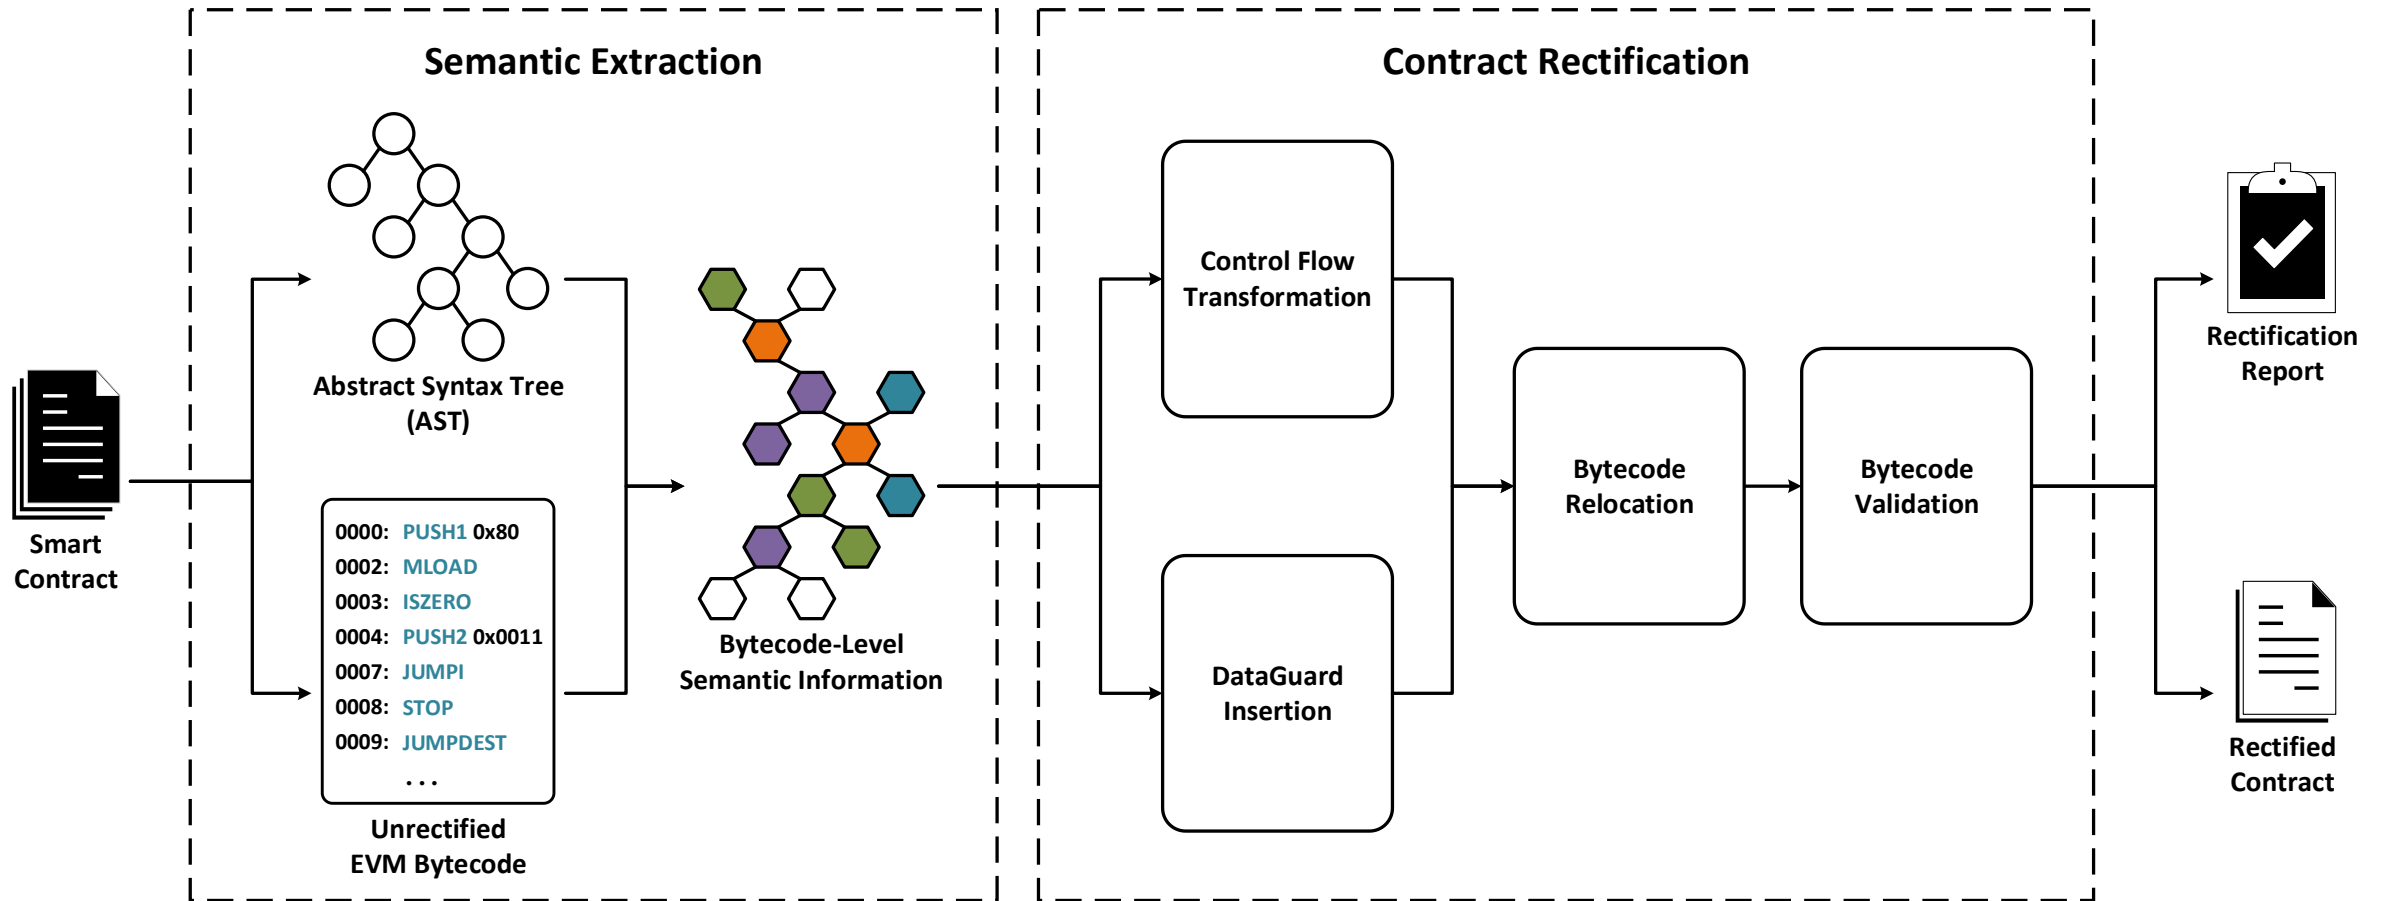 Semantic Extraction
Contract Rectification
Smart
Contract
Abstract Syntax Tree
(AST)
0000: PUSH1 0x80
0002: MLOAD
0003: ISZERO
0004: PUSH2 0x0011
0007: JUMPI
0008: STOP
0009: JUMPDEST
...
Unrectified
EVM Bytecode
Bytecode-Level
Semantic Information
Control Flow
Transformation
DataGuard
Insertion
Bytecode
Relocation
Bytecode
Validation
Rectification
Report
Rectified
Contract